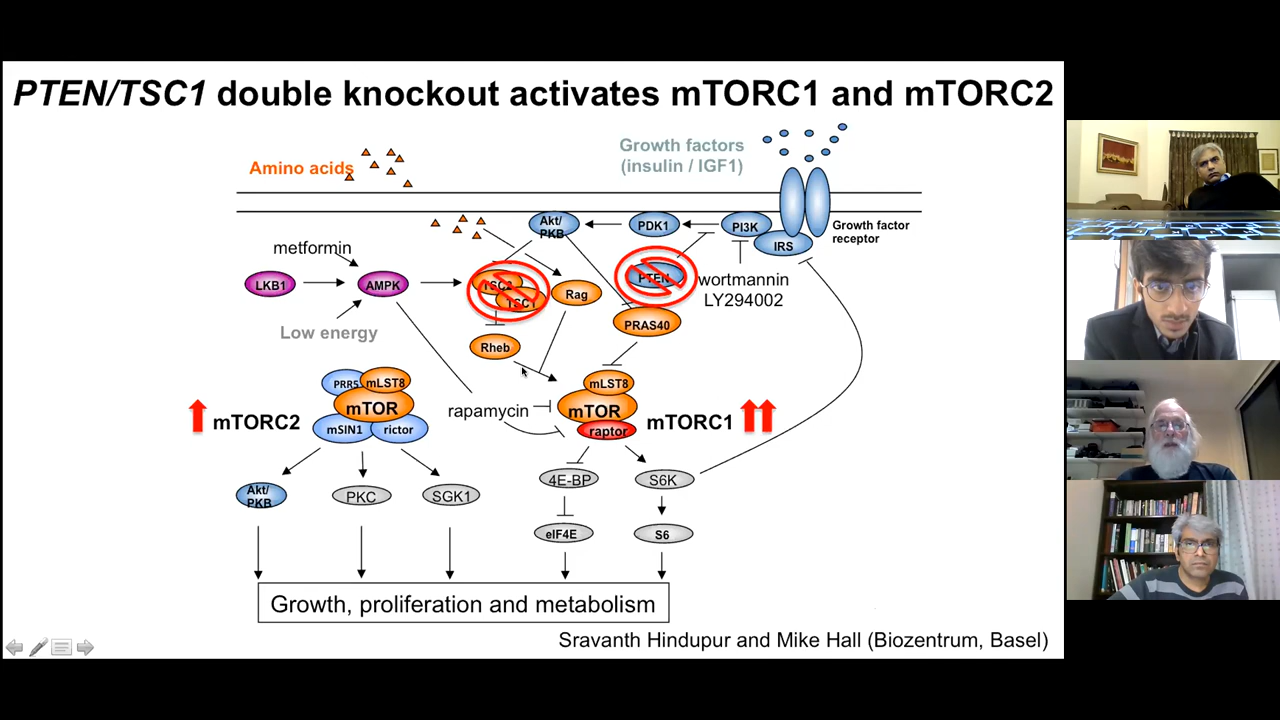 PTEN/TSC1 double knockout activates mTORC1 and mTORC2
Growth factors
(insulin / IGF1)
Amino acids
Akt/
PKB
PDK1
PI3K
IRS
Growth factor
receptor
metformin
LKB1
AMPK
TSC2
TSC1
Rag
PTEN
wortmannin
LY294002
Low energy
PRAS40
Rheb
PRR5
mLST8
mTOR
mSIN1
rictor
mTORC2
rapamycin
mLST8
mTOR
raptor
mTORC1
Akt/
PKB
PKC
SGK1
4E-BP
S6K
eIF4E
S6
Growth, proliferation and metabolism
Sravanth Hindupur and Mike Hall (Biozentrum, Basel)